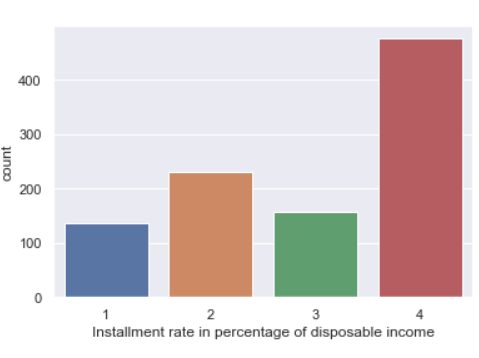 400
300
200
100
0
count
1 2 3 4
Installment rate in percentage of disposable income